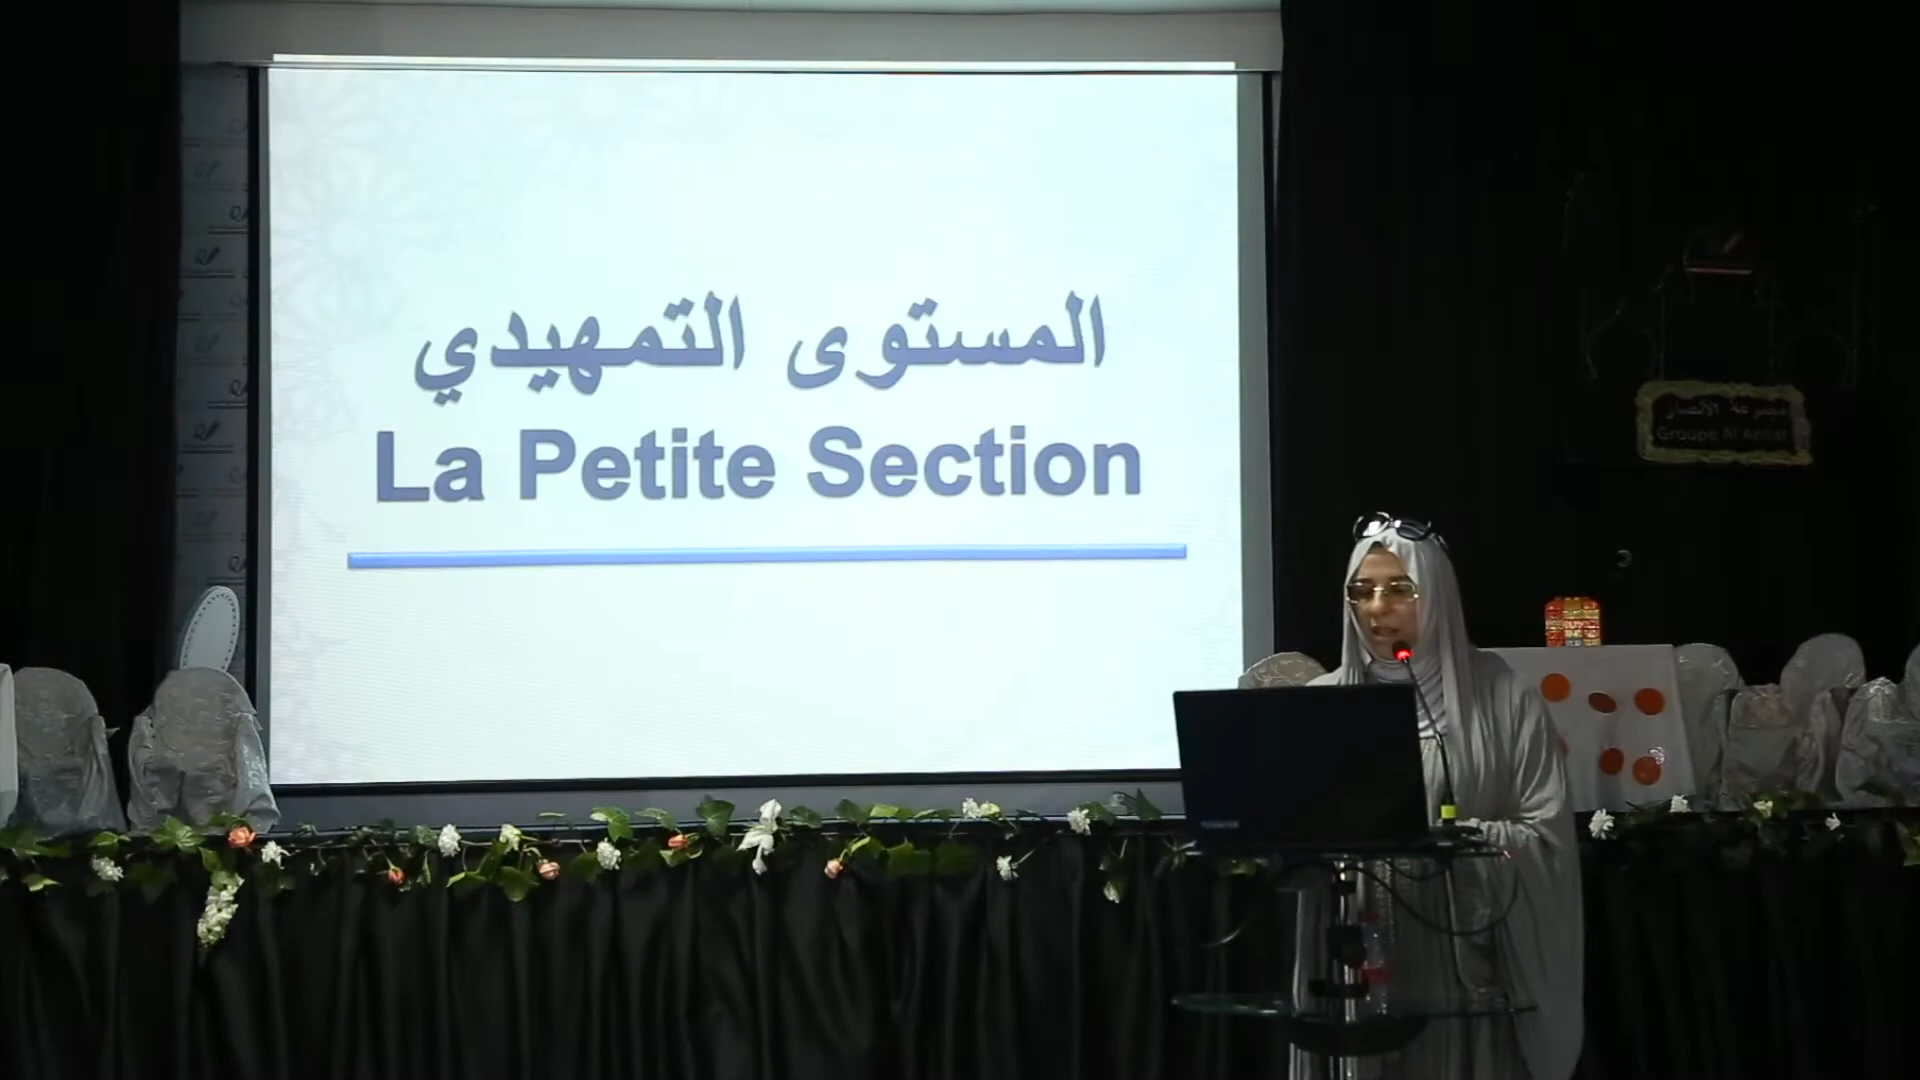 المستوى التمهيدي
La Petite Section
مجموعة الأنصار
Groupe Al Ansar